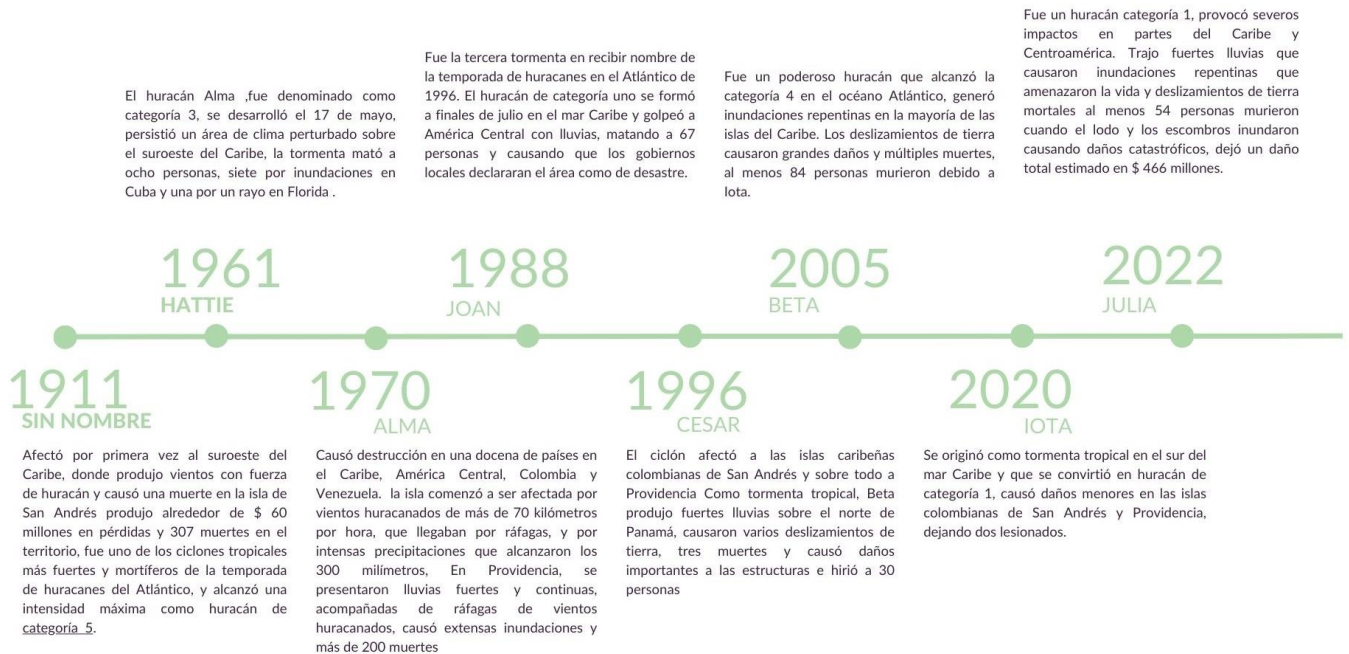 El huracán Alma ,fue denominado como
categoría 3, se desarrolló el 17 de mayo,
persistió un área de clima perturbado sobre
el suroeste del Caribe, la tormenta mató a
ocho personas, siete por inundaciones en
Cuba y una por un rayo en Florida .
Fue la tercera tormenta en recibir nombre de
la temporada de huracanes en el Atlántico de
1996. El huracán de categoría uno se formó
a finales de julio en el mar Caribe y golpeó a
América Central con lluvias, matando a 67
personas y causando que los gobiernos
locales declararan el área como de desastre.
Fue un poderoso huracán que alcanzó la
categoría 4 en el océano Atlántico, generó
inundaciones repentinas en la mayoría de las
islas del Caribe. Los deslizamientos de tierra
causaron grandes daños y múltiples muertes,
al menos 84 personas murieron debido a
Iota.
Fue un huracán categoría 1, provocó severos
impactos en partes del Caribe y
Centroamérica. Trajo fuertes lluvias que
causaron inundaciones repentinas que
amenazaron la vida y deslizamientos de tierra
mortales al menos 54 personas murieron
cuando el lodo y los escombros inundaron
causando daños catastróficos, dejó un daño
total estimado en $ 466 millones.
1961
HATTIE
1988
JOAN
2005
BETA
2022
JULIA
1911
SIN NOMBRE
1970
ALMA
1996
CESAR
2020
IOTA
Afectó por primera vez al suroeste del
Caribe, donde produjo vientos con fuerza
de huracán y causó una muerte en la isla de
San Andrés produjo alrededor de $ 60
millones en pérdidas y 307 muertes en el
territorio, fue uno de los ciclones tropicales
más fuertes y mortíferos de la temporada
de huracanes del Atlántico, y alcanzó una
intensidad máxima como huracán de
categoría 5.
Causó destrucción en una docena de países en
el Caribe, América Central, Colombia y
Venezuela. la isla comenzó a ser afectada por
vientos huracanados de más de 70 kilómetros
por hora, que llegaban por ráfagas, y por
intensas precipitaciones que alcanzaron los
300 milímetros, En Providencia, se
presentaron lluvias fuertes y continuas,
acompañadas de ráfagas de vientos
huracanados, causó extensas inundaciones y
más de 200 muertes
El ciclón afectó a las islas caribeñas
colombianas de San Andrés y sobre todo a
Providencia Como tormenta tropical, Beta
produjo fuertes lluvias sobre el norte de
Panamá, causaron varios deslizamientos de
tierra, tres muertes y causó daños
importantes a las estructuras e hirió a 30
personas
Se originó como tormenta tropical en el sur del
mar Caribe y que se convirtió en huracán de
categoría 1, causó daños menores en las islas
colombianas de San Andrés y Providencia,
dejando dos lesionados.